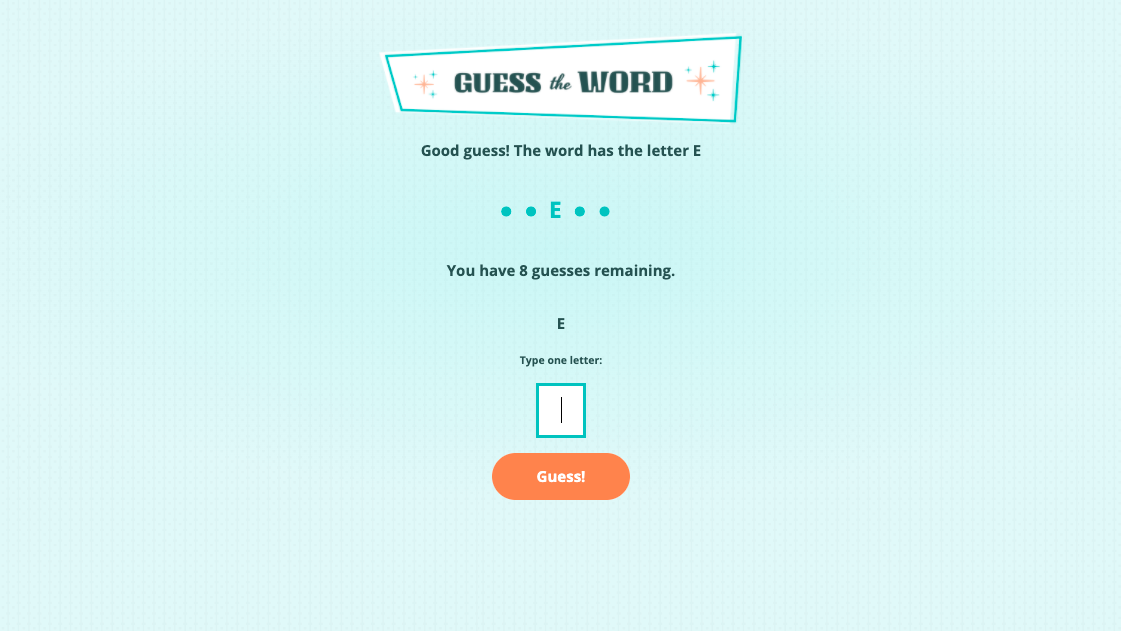 GUESS the WORD
Good guess! The word has the letter E
● ● E ● ●
You have 8 guesses remaining.
E
Type one letter:
Guess!